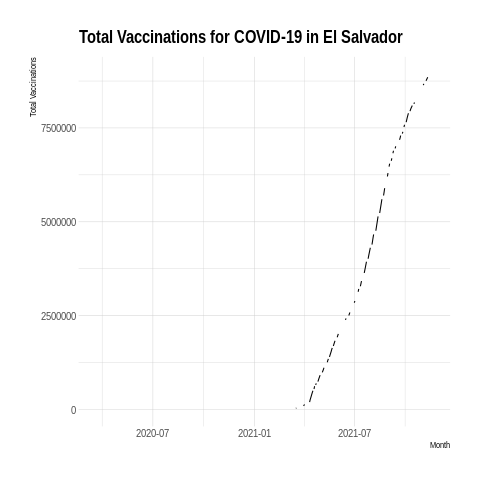 Total Vaccinations for COVID-19 in El Salvador
Total Vaccinations
7500000
5000000
2500000
0
2020-07
2021-01
2021-07
Month